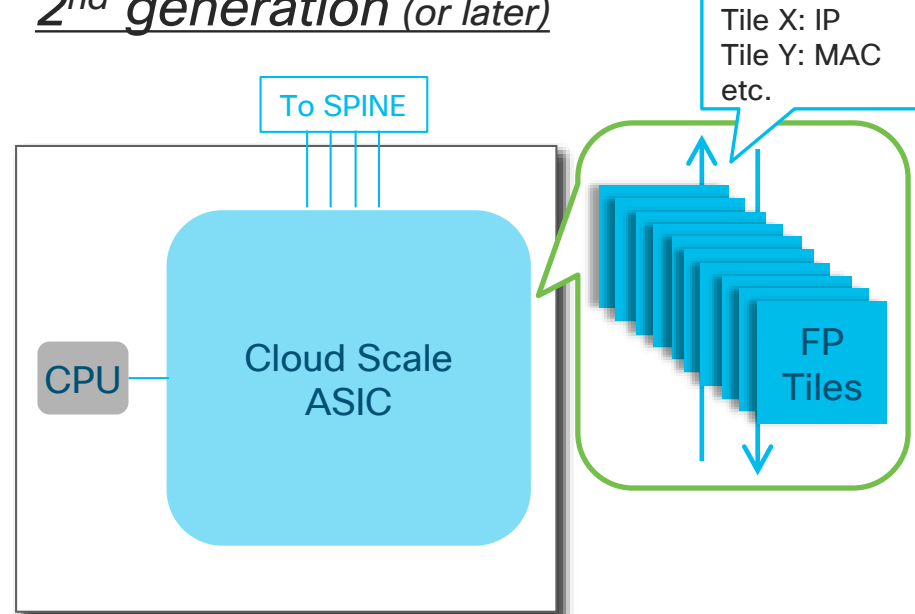 2nd generation (or later)
Tile X: IP
Tile Y: MAC
etc.
To SPINE
CPU
Cloud Scale
ASIC
FP
Tiles